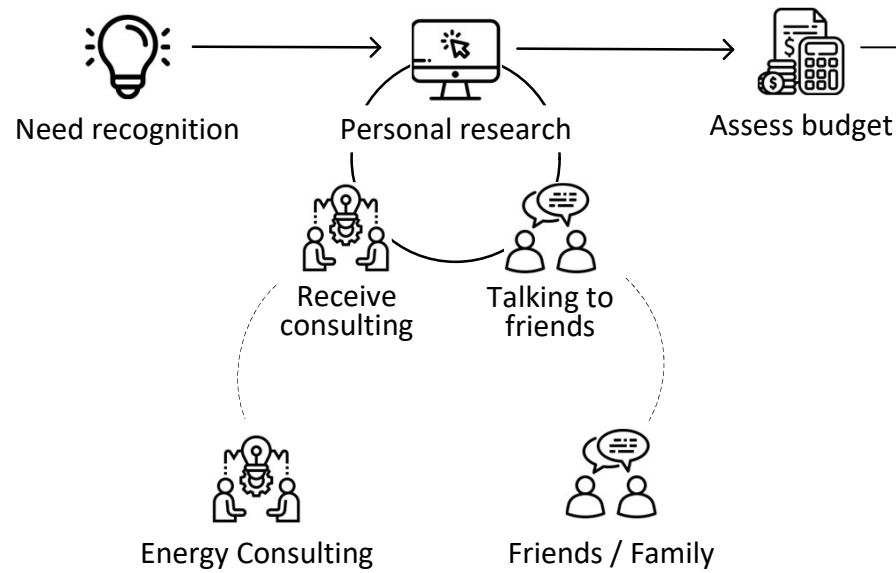 Need recognition
Personal research
Assess budget
Receive
consulting
Talking to
friends
Energy Consulting
Friends / Family